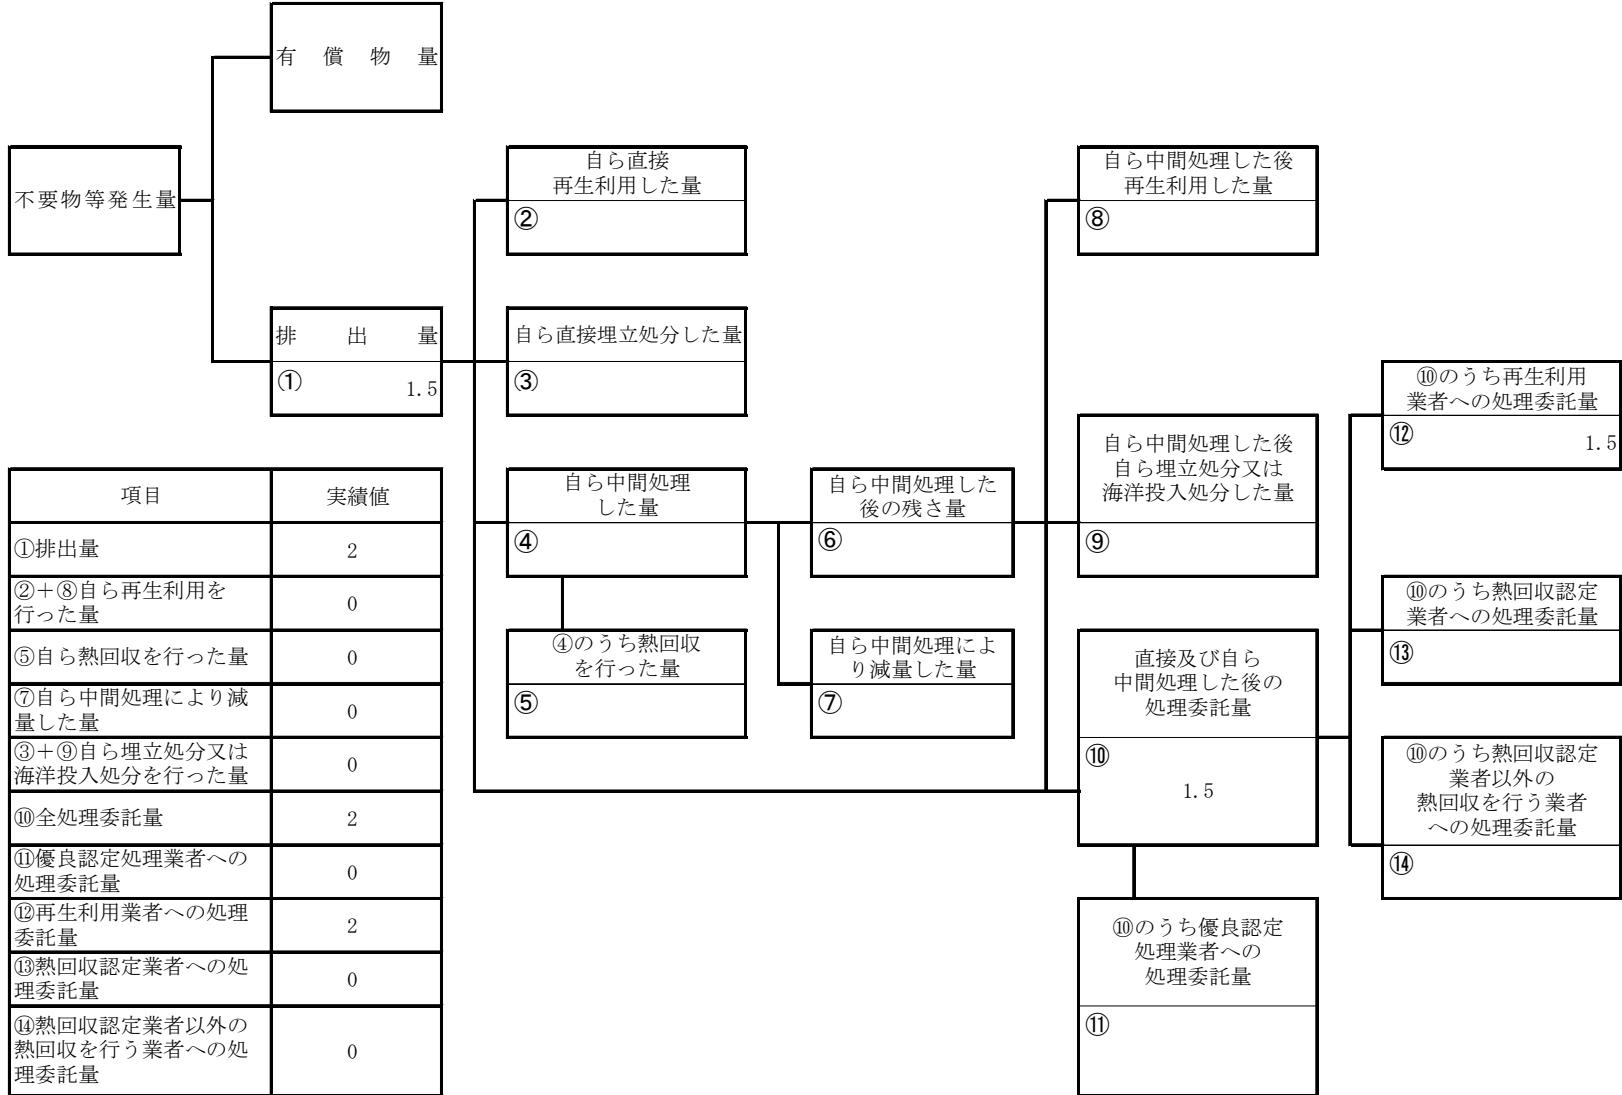 有償物量
不要物等発生量
排出量
① 1.5
自ら直接
再生利用した量
②
自ら直接埋立処分した量
③
自ら中間処理
した量
④
④のうち熱回収
を行った量
⑤
自ら中間処理した
後の残さ量
⑥
自ら中間処理によ
り減量した量
⑦
自ら中間処理した後
再生利用した量
⑧
自ら中間処理した後
自ら埋立処分又は
海洋投入処分した量
⑨
直接及び自ら
中間処理した後の
処理委託量
⑩
1.5
⑩のうち優良認定
処理業者への
処理委託量
⑪
⑩のうち再生利用
業者への処理委託量
⑫ 1.5
⑩のうち熱回収認定
業者への処理委託量
⑬
⑩のうち熱回収認定
業者以外の
熱回収を行う業者
への処理委託量
⑭
項目 実績値
①排出量 2
②+⑧自ら再生利用を
行った量 0
⑤自ら熱回収を行った量 0
⑦自ら中間処理により減
量した量 0
③+⑨自ら埋立処分又は
海洋投入処分を行った量 0
⑩全処理委託量 2
⑪優良認定処理業者への
処理委託量 0
⑫再生利用業者への処理
委託量 2
⑬熱回収認定業者への処
理委託量 0
⑭熱回収認定業者以外の
熱回収を行う業者への処
理委託量 0